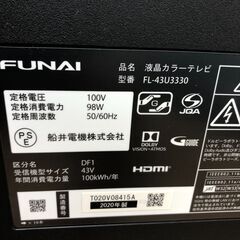 FUNAI
品名 液晶カラーテレビ
型番 FL-43U3330
定格電圧 : 100V
定格消費電力 : 98W
定格周波数 : 50/60Hz
PSE
船井電機株式会社
JQA
DOLBY
VISION·ATMOS
G GUIDE
区分名 : DF1
受信機型サイズ : 43V
年間消費電力量 : 100kWh/年
HDMI
T020V08415A
2020年製